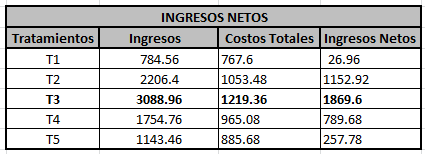 INGRESOS NETOS
Tratamientos Ingresos Costos Totales Ingresos Netos
T1 784.56 767.6 26.96
T2 2206.4 1053.48 1152.92
T3 3088.96 1219.36 1869.6
T4 1754.76 965.08 789.68
T5 1143.46 885.68 257.78